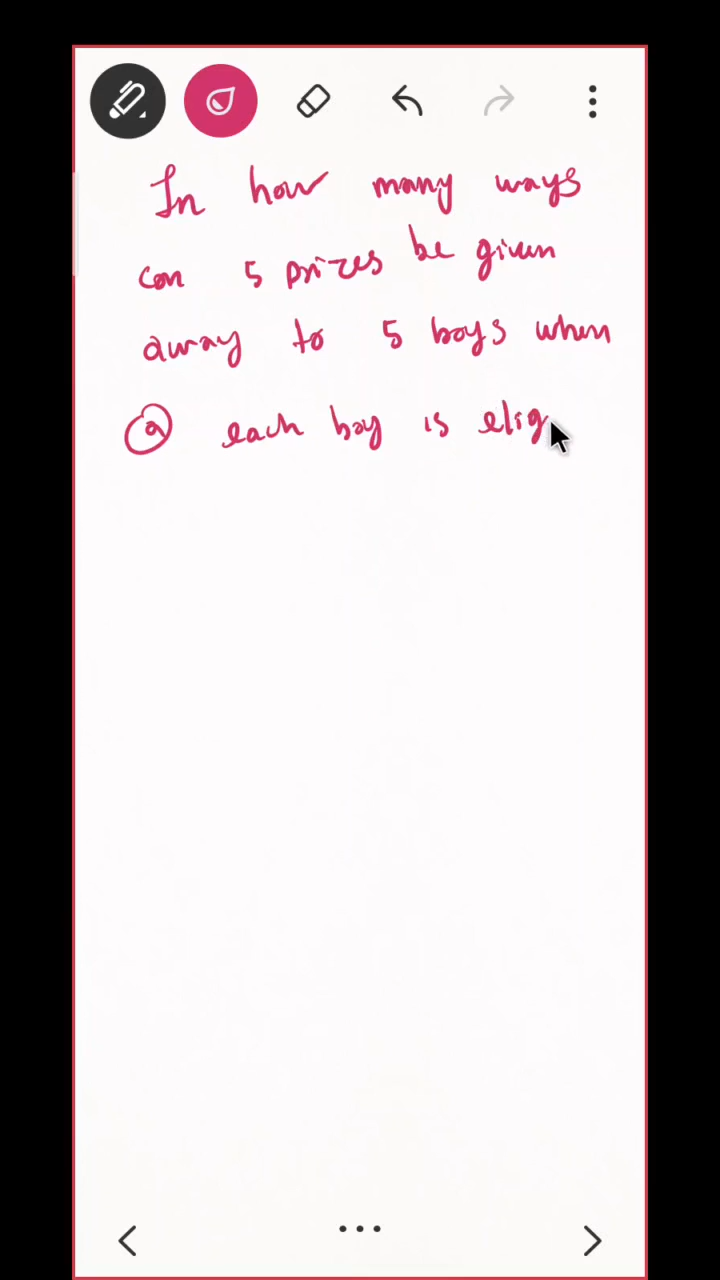 In how many ways
can 5 prizes be given
away to 5 boys when
(a) each boy is elig